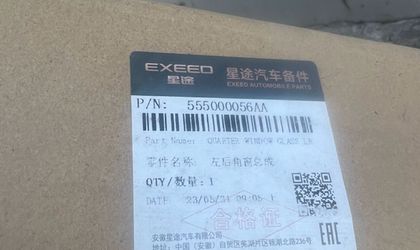 EXEED 星途汽车备件
星途 EXEED AUTOMOBILE PARTS
P/N: 555000056AA
Part Name: QUARTER WINDOW GLASS LR
零件名称: 左后角窗总成
QTY/数量: 1
DATE 23/05/31 09:05
合格证
EAC
安徽星途汽车有限公司